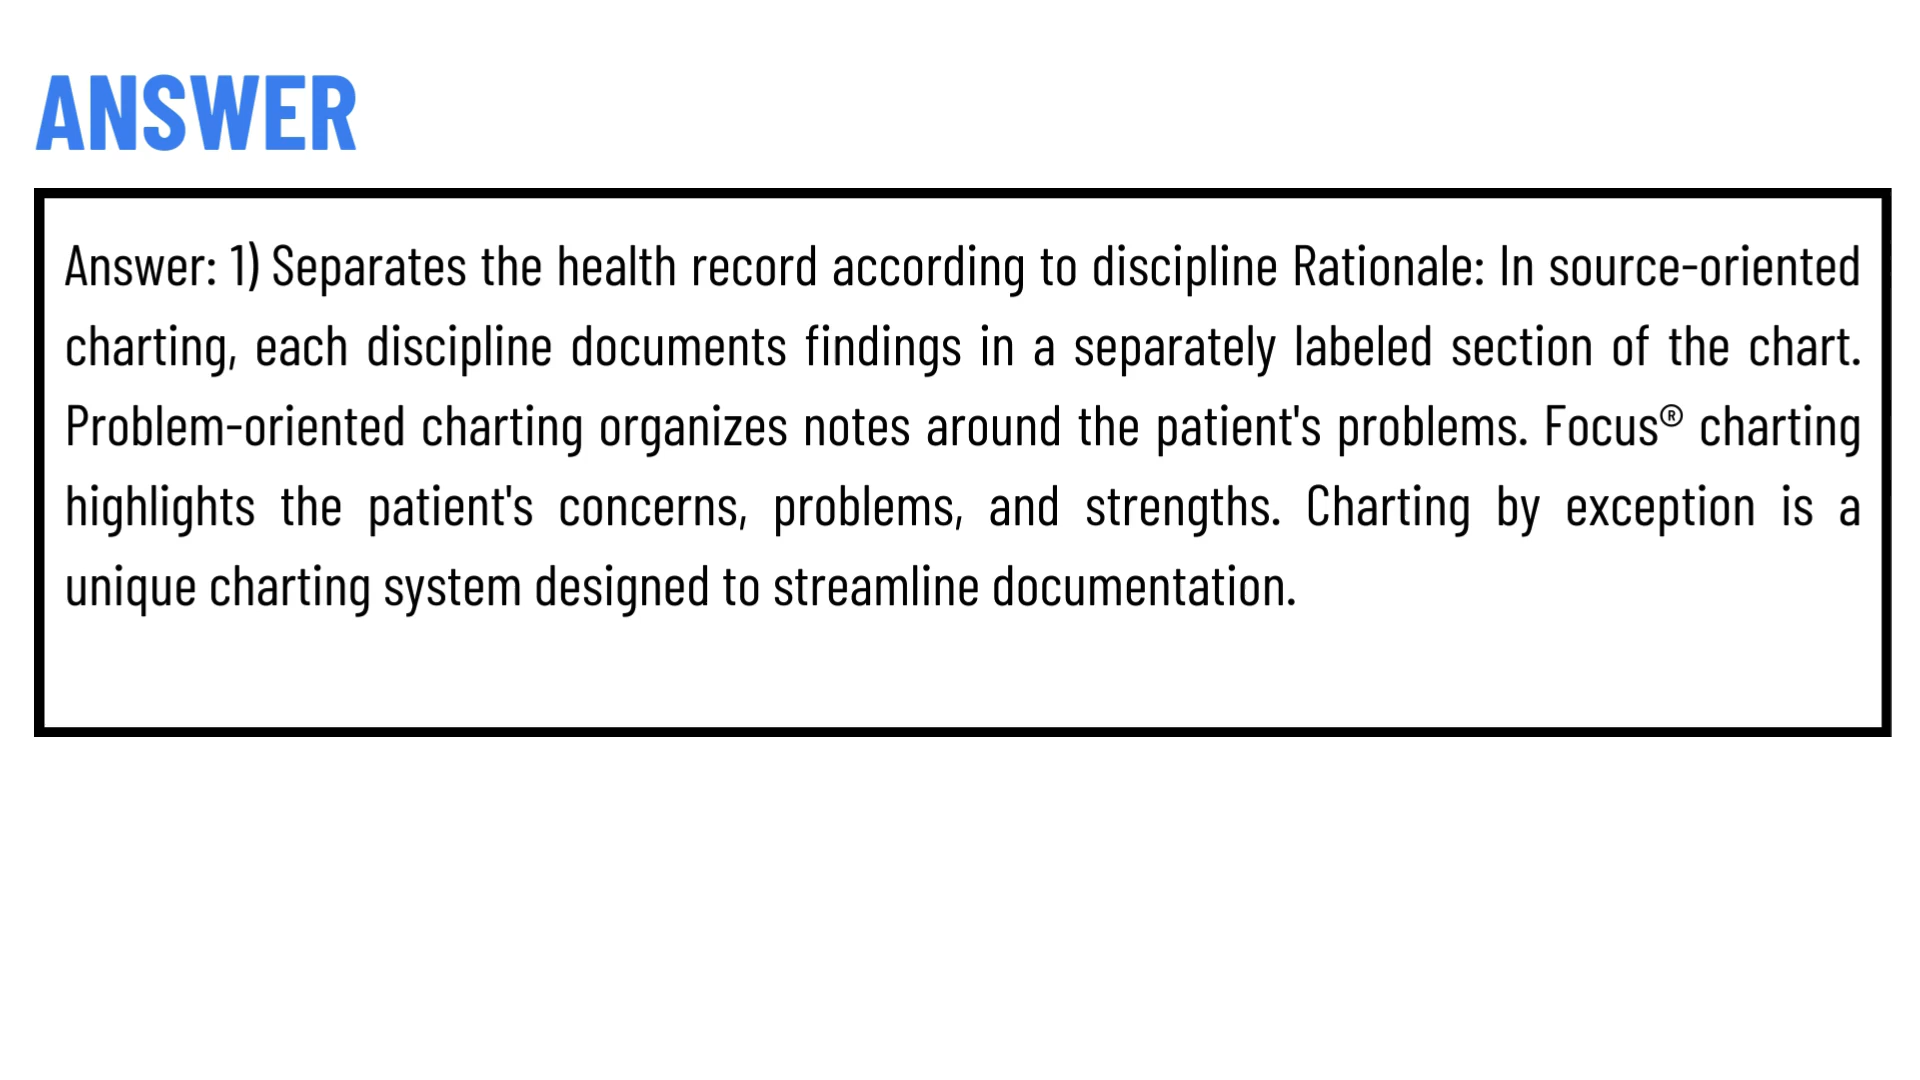 ANSWER
Answer: 1) Separates the health record according to discipline Rationale: In source-oriented
charting, each discipline documents findings in a separately labeled section of the chart.
Problem-oriented charting organizes notes around the patient's problems. Focus® charting
highlights the patient's concerns, problems, and strengths. Charting by exception is a
unique charting system designed to streamline documentation.